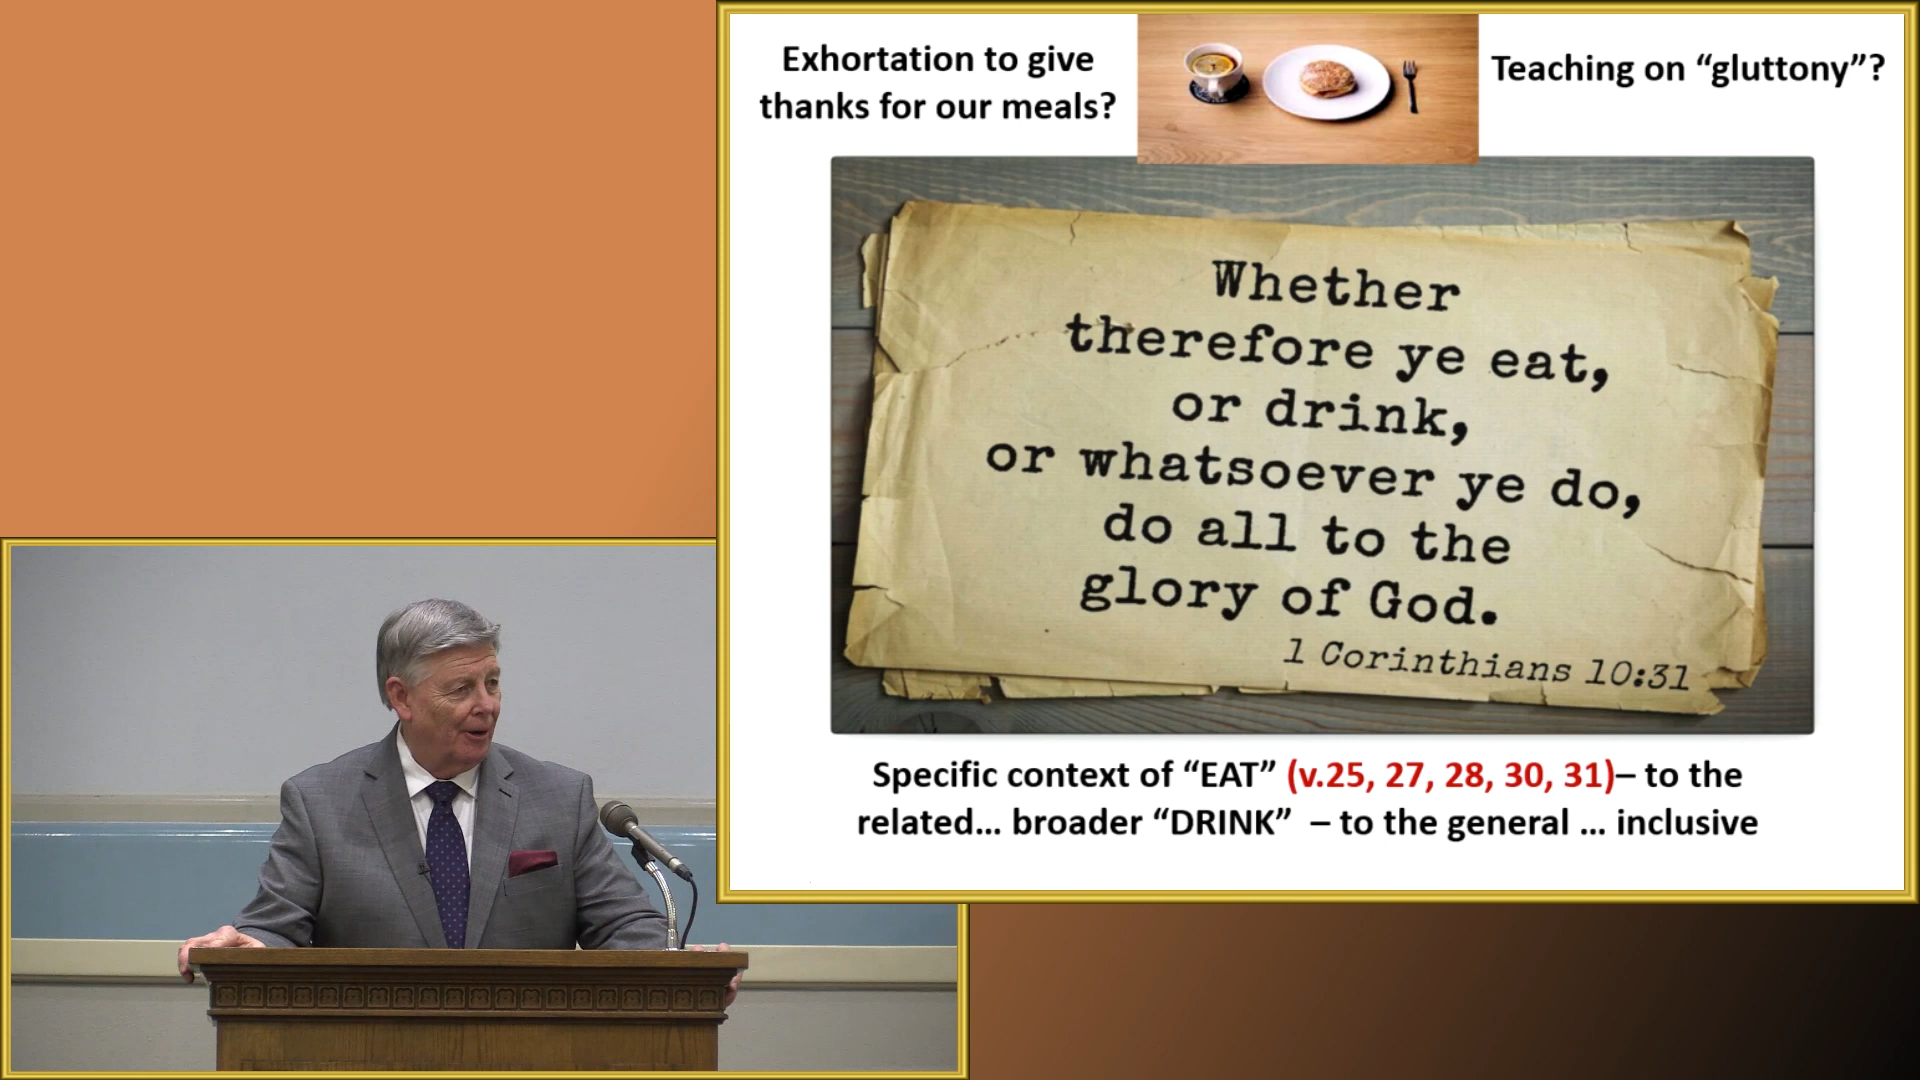 Exhortation to give
thanks for our meals?
Teaching on “gluttony”?
Whether
therefore ye eat,
or drink,
or whatsoever ye do,
do all to the
glory of God.
1 Corinthians 10:31
Specific context of “EAT” (v.25, 27, 28, 30, 31)– to the
related... broader “DRINK” – to the general ... inclusive